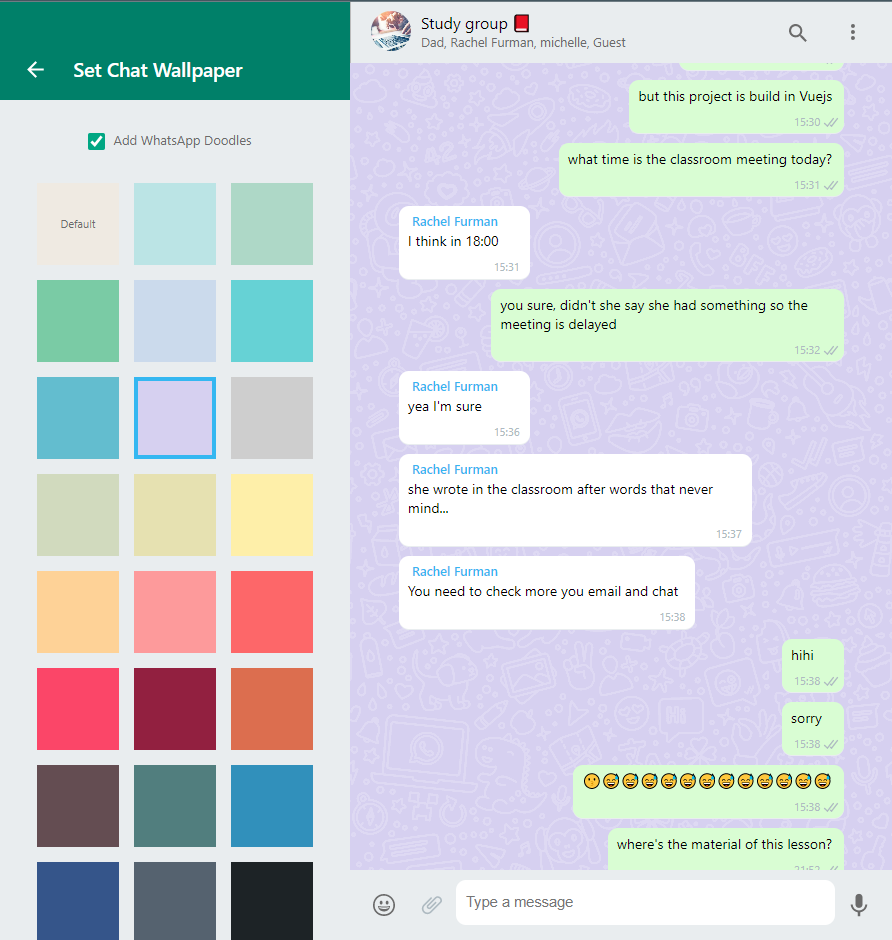 Set Chat Wallpaper
Add WhatsApp Doodles
Default
Study group
Dad, Rachel Furman, michelle, Guest
but this project is build in Vuejs
15:30
what time is the classroom meeting today?
15:31
Rachel Furman
I think in 18:00
15:31
you sure, didn't she say she had something so the
meeting is delayed
15:32
Rachel Furman
yea I'm sure
15:36
Rachel Furman
she wrote in the classroom after words that never
mind...
15:37
Rachel Furman
You need to check more you email and chat
15:38
hihi
15:38
sorry
15:38
😗😅😅😅😅😅😅😅😅😅😅😅😅
15:38
where's the material of this lesson?
Type a message